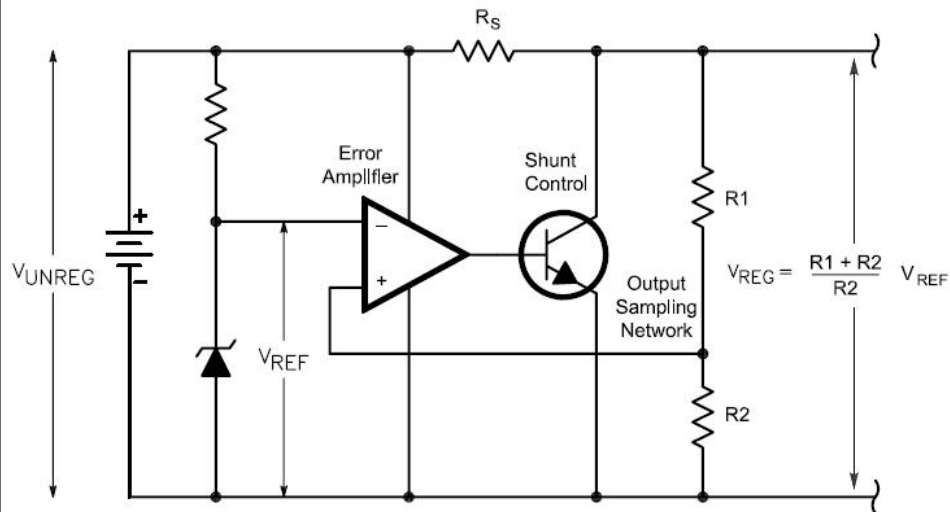 RS
Error
Amplifier
Shunt
Control
+
-
VUNREG
VREF
-
+
Output
Sampling
Network
R1
R2
VREG = R1 + R2 / R2 VREF